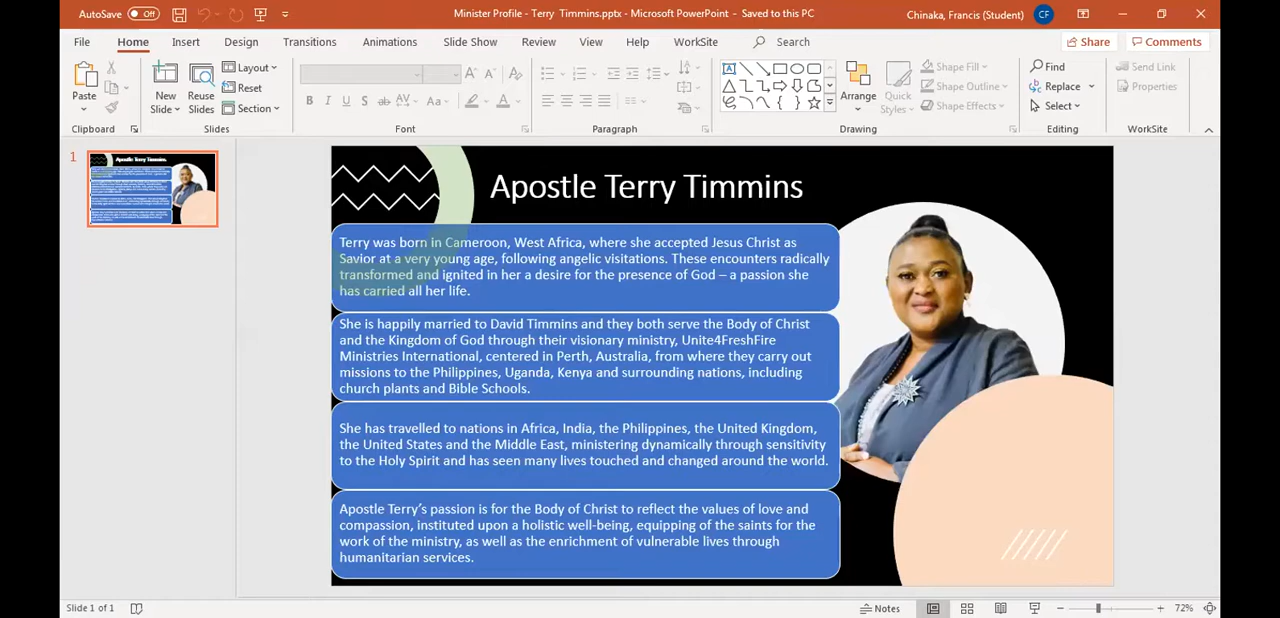 AutoSave Off
Minister Profile - Terry Timmins.pptx - Microsoft PowerPoint - Saved to this PC
Chinaka, Francis (Student) CF
File Home Insert Design Transitions Animations Slide Show Review View Help WorkSite Search
Share Comments
Paste
Clipboard
New Slide
Reuse Slides
Layout
Reset
Section
Slides
Font
Paragraph
Arrange
Quick Styles
Shape Fill
Shape Outline
Shape Effects
Drawing
Find
Replace
Select
Editing
Send Link
Properties
WorkSite
1
Apostle Terry Timmins
Terry was born in Cameroon, West Africa, where she accepted Jesus Christ as
Savior at a very young age, following angelic visitations. These encounters radically
transformed and ignited in her a desire for the presence of God – a passion she
has carried all her life.
She is happily married to David Timmins and they both serve the Body of Christ
and the Kingdom of God through their visionary ministry, Unite4FreshFire
Ministries International, centered in Perth, Australia, from where they carry out
missions to the Philippines, Uganda, Kenya and surrounding nations, including
church plants and Bible Schools.
She has travelled to nations in Africa, India, the Philippines, the United Kingdom,
the United States and the Middle East, ministering dynamically through sensitivity
to the Holy Spirit and has seen many lives touched and changed around the world.
Apostle Terry’s passion is for the Body of Christ to reflect the values of love and
compassion, instituted upon a holistic well-being, equipping of the saints for the
work of the ministry, as well as the enrichment of vulnerable lives through
humanitarian services.
Slide 1 of 1
Notes
72%